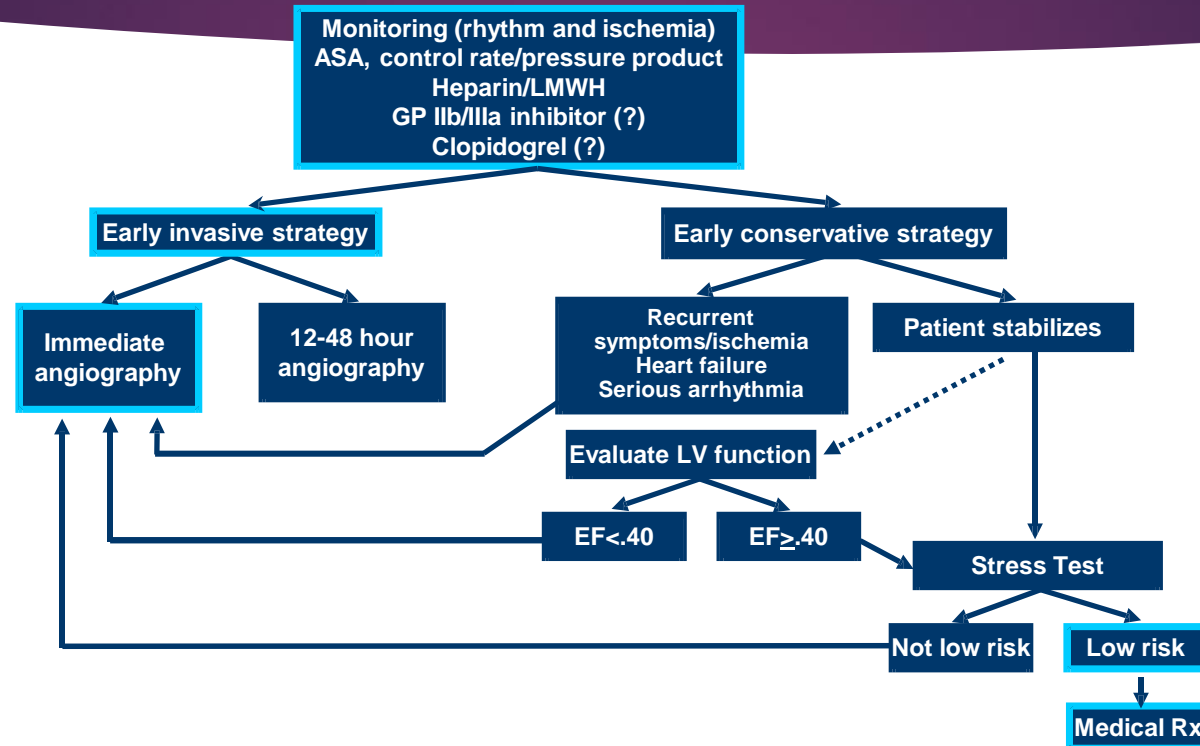 Monitoring (rhythm and ischemia)
ASA, control rate/pressure product
Heparin/LMWH
GP IIb/IIIa inhibitor (?)
Clopidogrel (?)
Early invasive strategy
Early conservative strategy
Immediate
angiography
12-48 hour
angiography
Recurrent
symptoms/ischemia
Heart failure
Serious arrhythmia
Patient stabilizes
Evaluate LV function
EF<.40
EF≥.40
Stress Test
Not low risk
Low risk
Medical Rx